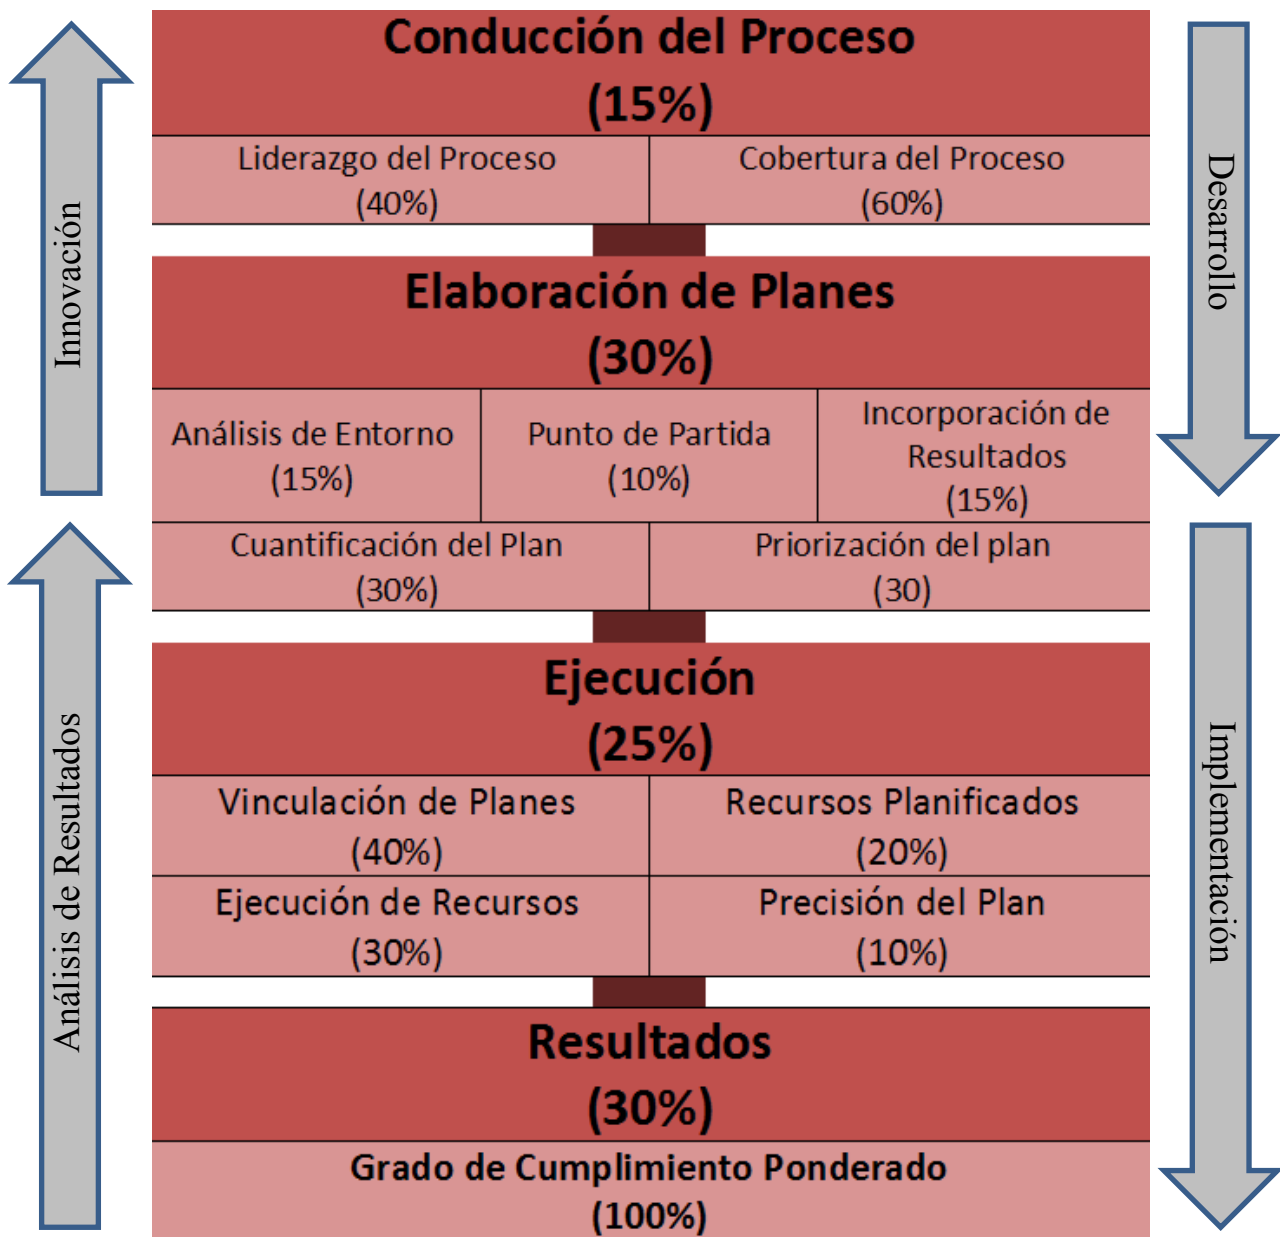 Conducción del Proceso
(15%)
Liderazgo del Proceso
(40%)
Cobertura del Proceso
(60%)
Elaboración de Planes
(30%)
Análisis de Entorno
(15%)
Punto de Partida
(10%)
Incorporación de
Resultados
(15%)
Cuantificación del Plan
(30%)
Priorización del plan
(30)
Ejecución
(25%)
Vinculación de Planes
(40%)
Recursos Planificados
(20%)
Ejecución de Recursos
(30%)
Precisión del Plan
(10%)
Resultados
(30%)
Grado de Cumplimiento Ponderado
(100%)
Innovación
Análisis de Resultados
Desarrollo
Implementación